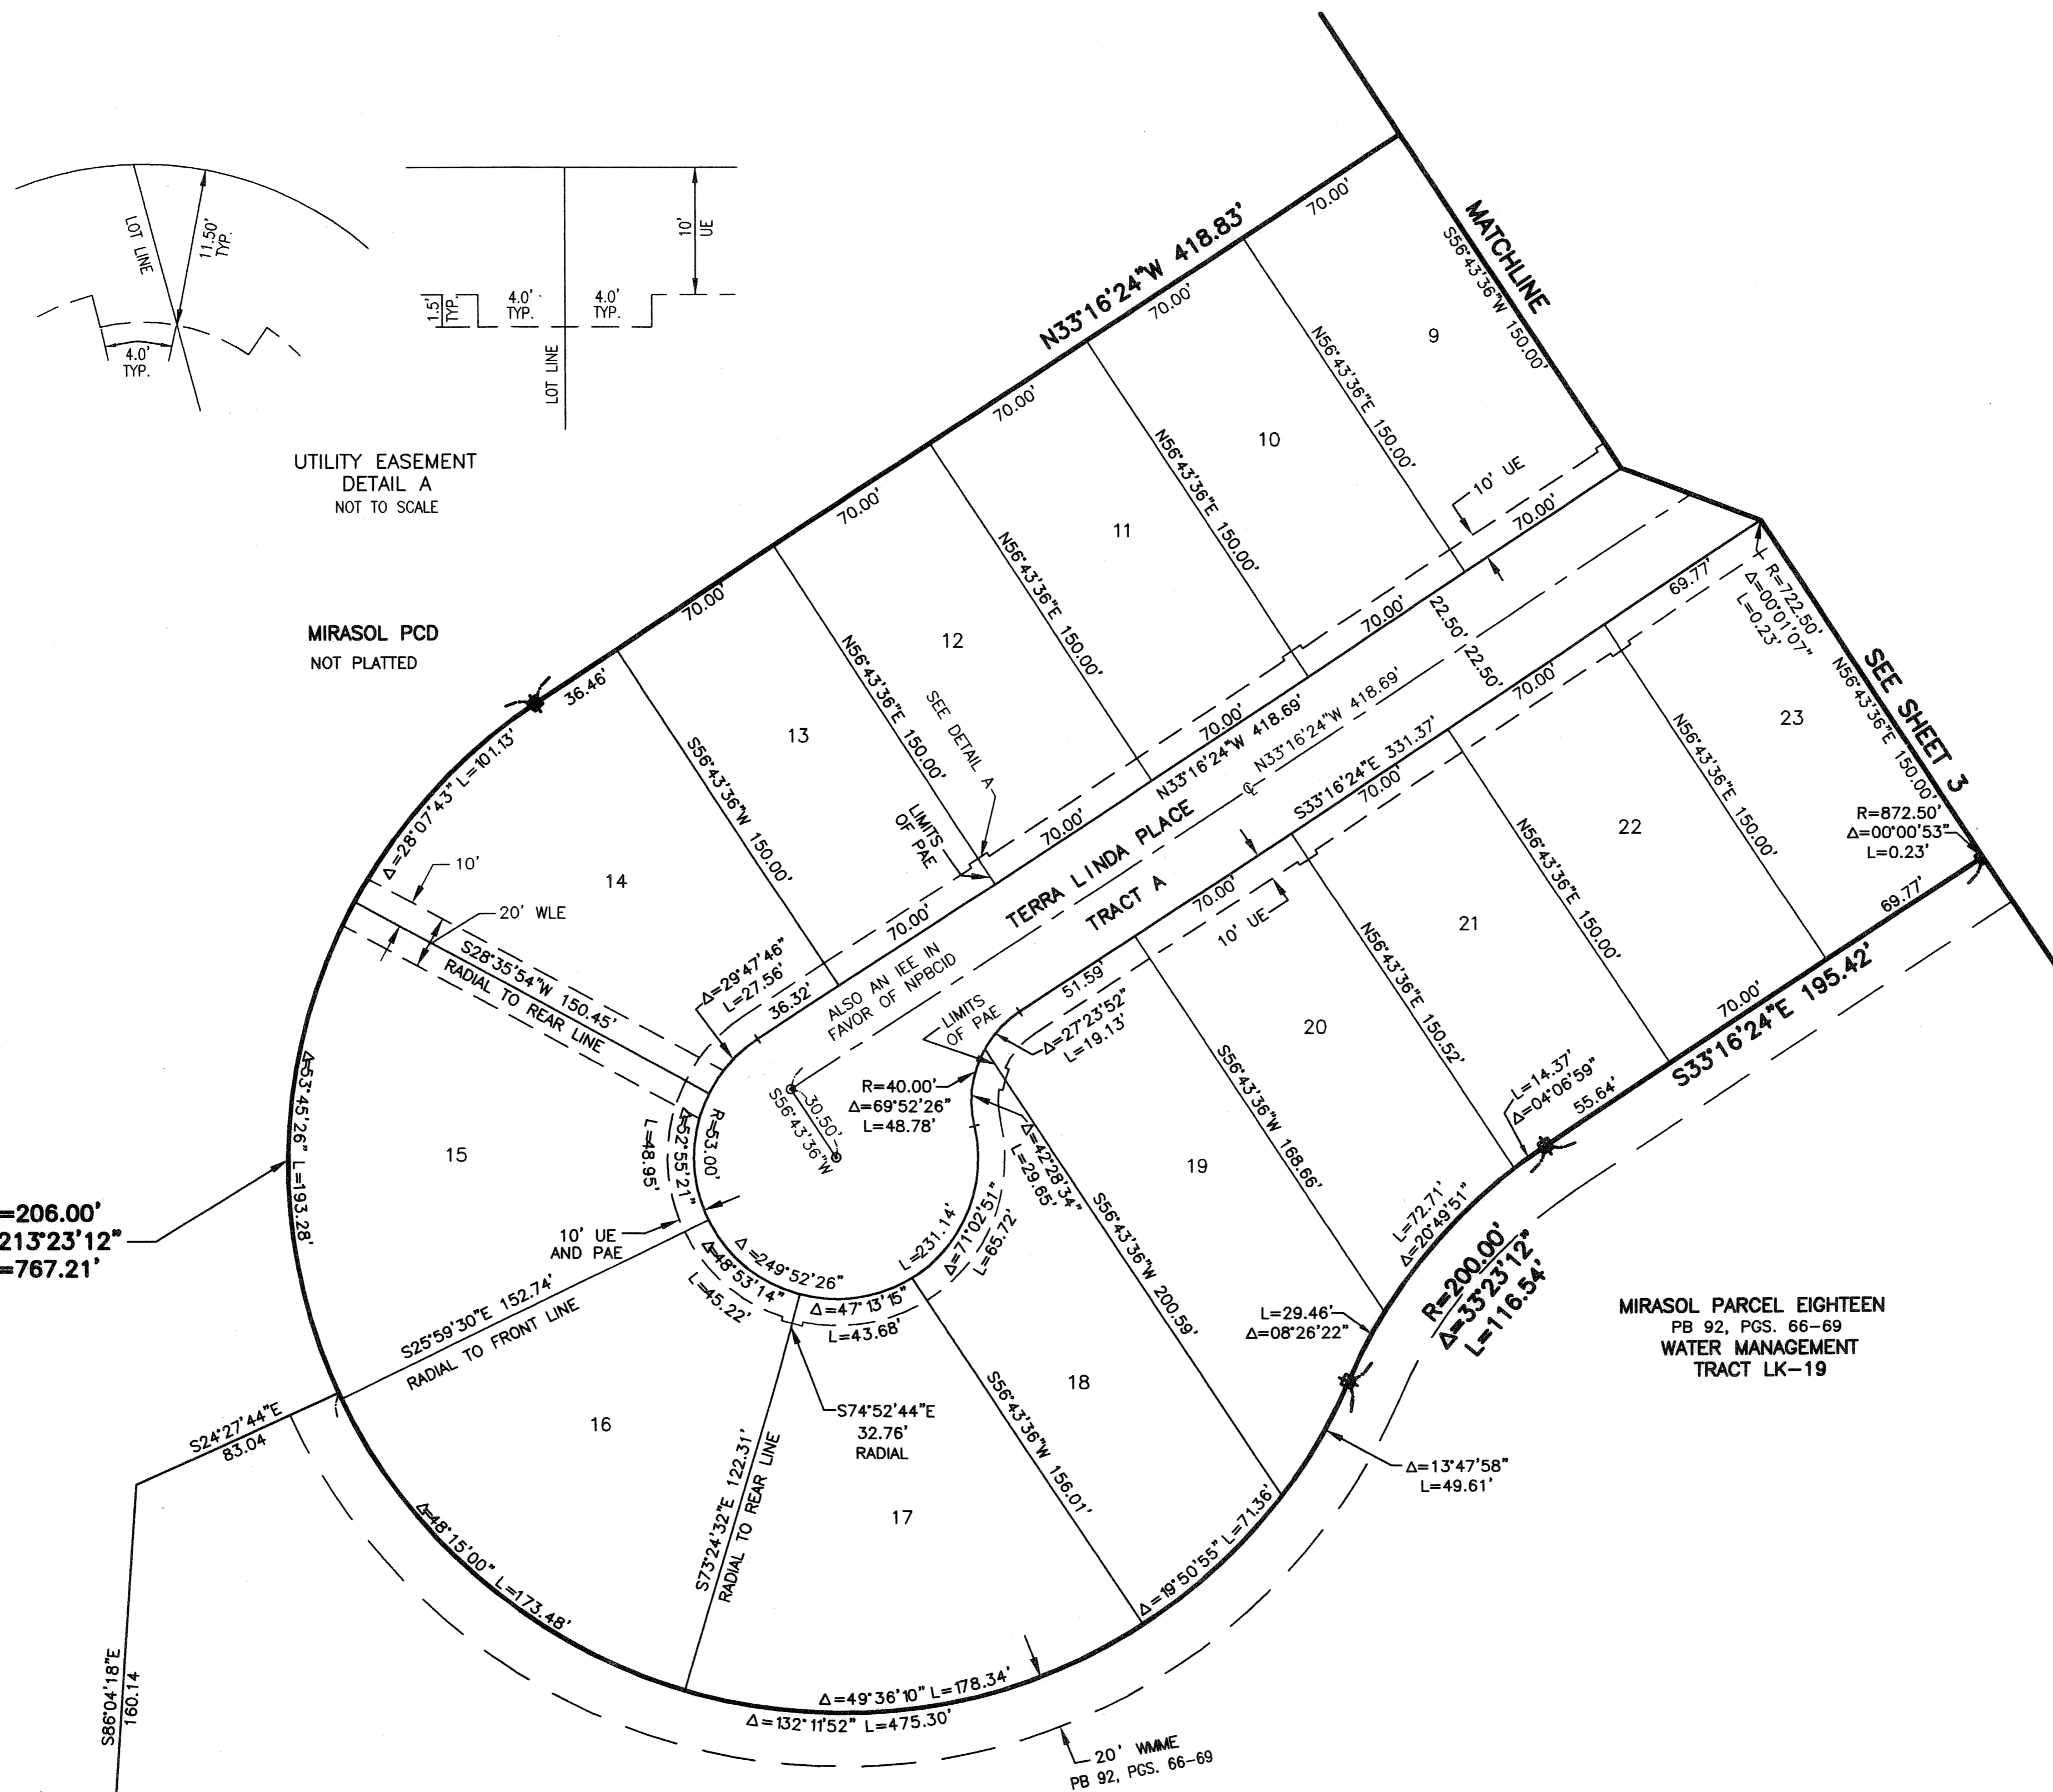 LOT LINE
11.50'
TYP.
4.0'
TYP.
10'
UE
1.5'
TYP.
4.0'
TYP.
4.0'
TYP.
LOT LINE
UTILITY EASEMENT
DETAIL A
NOT TO SCALE
MIRASOL PCD
NOT PLATTED
N33°16'24"W 418.83'
70.00'
70.00'
70.00'
70.00'
70.00'
36.46'
MATCHLINE
S56°43'36"W 150.00'
9
N56°43'36"E 150.00'
10
N56°43'36"E 150.00'
11
N56°43'36"E 150.00'
12
N56°43'36"E 150.00'
13
S56°43'36"W 150.00'
14
10' UE
70.00'
70.00'
70.00'
70.00'
70.00'
36.32'
SEE DETAIL A
LIMITS
OF PAE
N33°16'24"W 418.69'
N33°16'24"W 418.69'
22.50'
22.50'
TERRA LINDA PLACE
TRACT A
ALSO AN IEE IN
FAVOR OF NPBCID
S33°16'24"E 331.37'
69.77'
70.00'
70.00'
70.00'
51.59'
10' UE
R=722.50'
Δ=00°01'07"
L=0.23'
N56°43'36"E 150.00'
SEE SHEET 3
23
R=872.50'
Δ=00°00'53"
L=0.23'
N56°43'36"E 150.00'
22
N56°43'36"E 150.00'
21
N56°43'36"E 150.52'
20
S56°43'36"W 168.66'
19
S56°43'36"W 200.59'
18
S56°43'36"W 156.01'
17
69.77'
70.00'
55.64'
S33°16'24"E 195.42'
L=14.37'
Δ=04°06'59"
L=72.71'
Δ=20°49'51"
L=29.46'
Δ=08°26'22"
R=200.00'
Δ=33°23'12"
L=116.54'
MIRASOL PARCEL EIGHTEEN
PB 92, PGS. 66-69
WATER MANAGEMENT
TRACT LK-19
Δ=13°47'58"
L=49.61'
Δ=19°50'55" L=71.36'
Δ=28°07'43" L=101.13'
10'
20' WLE
S28°35'54"W 150.45'
RADIAL TO REAR LINE
Δ=29°47'46"
L=27.56'
LIMITS
OF PAE
Δ=27°23'52"
L=19.13'
R=40.00'
Δ=69°52'26"
L=48.78'
Δ=42°28'34"
L=29.65'
30.50'
S56°43'36"W
R=53.00'
Δ=52°55'21"
L=48.95'
Δ=53°45'26" L=193.28'
15
=206.00'
213°23'12"
=767.21'
10' UE
AND PAE
Δ=249°52'26"
L=231.14'
Δ=71°02'51"
L=65.72'
Δ=48°53'14"
L=45.22'
Δ=47°13'15"
L=43.68'
S25°59'30"E 152.74'
RADIAL TO FRONT LINE
16
S74°52'44"E
32.76'
RADIAL
S73°24'32"E 122.31'
RADIAL TO REAR LINE
S24°27'44"E
83.04
S86°04'18"E
160.14
Δ=48°15'00" L=173.48'
Δ=49°36'10" L=178.34'
Δ=132°11'52" L=475.30'
20' WMME
PB 92, PGS. 66-69